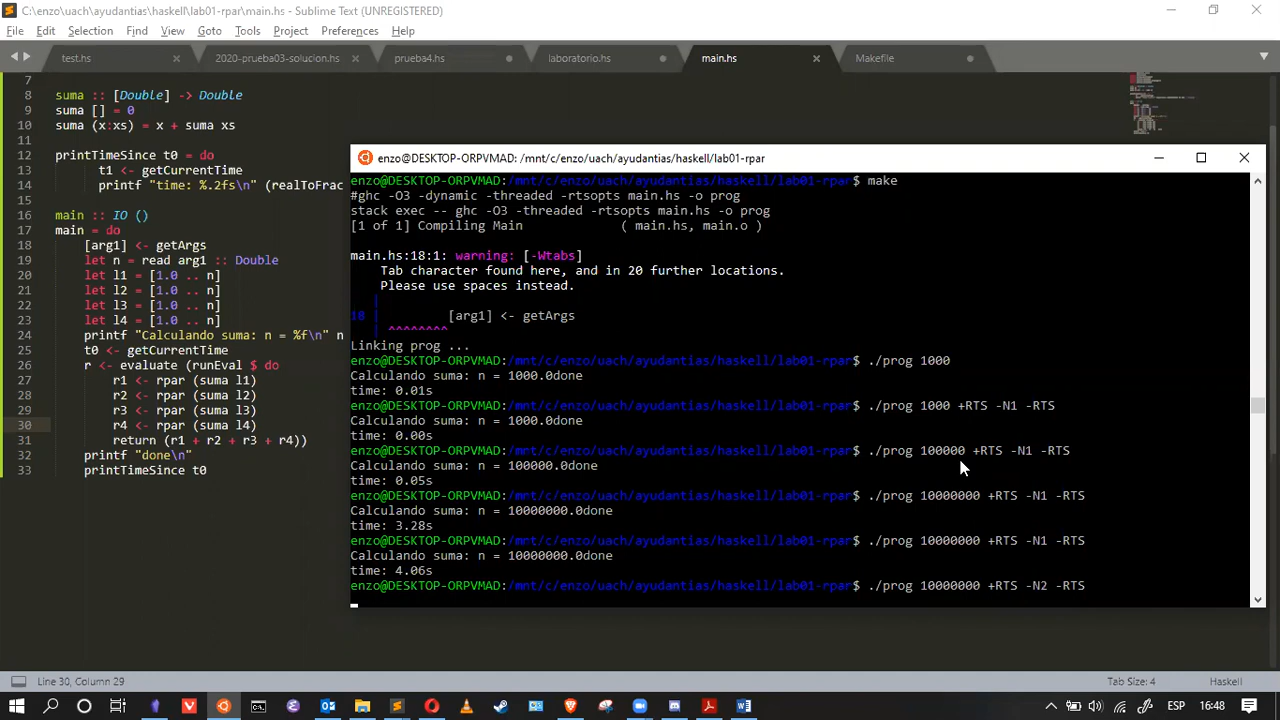 C:\enzo\uach\ayudantias\haskell\lab01-rpar\main.hs - Sublime Text (UNREGISTERED)
File Edit Selection Find View Goto Tools Project Preferences Help
test.hs 2020-prueba03-solucion.hs prueba4.hs laboratorio.hs main.hs Makefile
7
8 suma :: [Double] -> Double
9 suma [] = 0
10 suma (x:xs) = x + suma xs
11
12 printTimeSince t0 = do
13 t1 <- getCurrentTime
14 printf "time: %.2fs\n" (realToFrac
15
16 main :: IO ()
17 main = do
18 [arg1] <- getArgs
19 let n = read arg1 :: Double
20 let l1 = [1.0 .. n]
21 let l2 = [1.0 .. n]
22 let l3 = [1.0 .. n]
23 let l4 = [1.0 .. n]
24 printf "Calculando suma: n = %f\n" n
25 t0 <- getCurrentTime
26 r <- evaluate (runEval $ do
27 r1 <- rpar (suma l1)
28 r2 <- rpar (suma l2)
29 r3 <- rpar (suma l3)
30 r4 <- rpar (suma l4)
31 return (r1 + r2 + r3 + r4))
32 printf "done\n"
33 printTimeSince t0
enzo@DESKTOP-ORPVMAD: /mnt/c/enzo/uach/ayudantias/haskell/lab01-rpar
enzo@DESKTOP-ORPVMAD:/mnt/c/enzo/uach/ayudantias/haskell/lab01-rpar$ make
#ghc -O3 -dynamic -threaded -rtsopts main.hs -o prog
stack exec -- ghc -O3 -threaded -rtsopts main.hs -o prog
[1 of 1] Compiling Main ( main.hs, main.o )
main.hs:18:1: warning: [-Wtabs]
Tab character found here, and in 20 further locations.
Please use spaces instead.
|
18 | [arg1] <- getArgs
| ^^^^^^^^
Linking prog ...
enzo@DESKTOP-ORPVMAD:/mnt/c/enzo/uach/ayudantias/haskell/lab01-rpar$ ./prog 1000
Calculando suma: n = 1000.0done
time: 0.01s
enzo@DESKTOP-ORPVMAD:/mnt/c/enzo/uach/ayudantias/haskell/lab01-rpar$ ./prog 1000 +RTS -N1 -RTS
Calculando suma: n = 1000.0done
time: 0.00s
enzo@DESKTOP-ORPVMAD:/mnt/c/enzo/uach/ayudantias/haskell/lab01-rpar$ ./prog 100000 +RTS -N1 -RTS
Calculando suma: n = 100000.0done
time: 0.05s
enzo@DESKTOP-ORPVMAD:/mnt/c/enzo/uach/ayudantias/haskell/lab01-rpar$ ./prog 10000000 +RTS -N1 -RTS
Calculando suma: n = 10000000.0done
time: 3.28s
enzo@DESKTOP-ORPVMAD:/mnt/c/enzo/uach/ayudantias/haskell/lab01-rpar$ ./prog 10000000 +RTS -N1 -RTS
Calculando suma: n = 10000000.0done
time: 4.06s
enzo@DESKTOP-ORPVMAD:/mnt/c/enzo/uach/ayudantias/haskell/lab01-rpar$ ./prog 10000000 +RTS -N2 -RTS
Line 30, Column 29 Tab Size: 4 Haskell
ESP 16:48